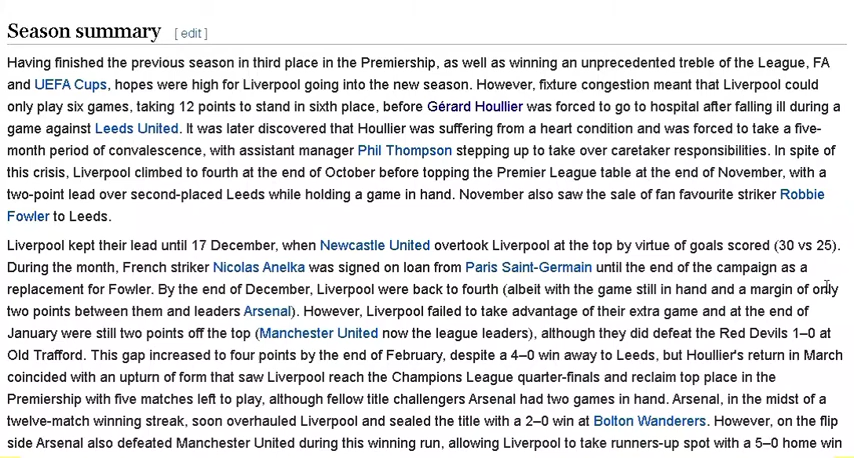 Season summary [ edit ]
Having finished the previous season in third place in the Premiership, as well as winning an unprecedented treble of the League, FA
and UEFA Cups, hopes were high for Liverpool going into the new season. However, fixture congestion meant that Liverpool could
only play six games, taking 12 points to stand in sixth place, before Gérard Houllier was forced to go to hospital after falling ill during a
game against Leeds United. It was later discovered that Houllier was suffering from a heart condition and was forced to take a five-
month period of convalescence, with assistant manager Phil Thompson stepping up to take over caretaker responsibilities. In spite of
this crisis, Liverpool climbed to fourth at the end of October before topping the Premier League table at the end of November, with a
two-point lead over second-placed Leeds while holding a game in hand. November also saw the sale of fan favourite striker Robbie
Fowler to Leeds.
Liverpool kept their lead until 17 December, when Newcastle United overtook Liverpool at the top by virtue of goals scored (30 vs 25).
During the month, French striker Nicolas Anelka was signed on loan from Paris Saint-Germain until the end of the campaign as a
replacement for Fowler. By the end of December, Liverpool were back to fourth (albeit with the game still in hand and a margin of only
two points between them and leaders Arsenal). However, Liverpool failed to take advantage of their extra game and at the end of
January were still two points off the top (Manchester United now the league leaders), although they did defeat the Red Devils 1–0 at
Old Trafford. This gap increased to four points by the end of February, despite a 4–0 win away to Leeds, but Houllier's return in March
coincided with an upturn of form that saw Liverpool reach the Champions League quarter-finals and reclaim top place in the
Premiership with five matches left to play, although fellow title challengers Arsenal had two games in hand. Arsenal, in the midst of a
twelve-match winning streak, soon overhauled Liverpool and sealed the title with a 2–0 win at Bolton Wanderers. However, on the flip
side Arsenal also defeated Manchester United during this winning run, allowing Liverpool to take runners-up spot with a 5–0 home win